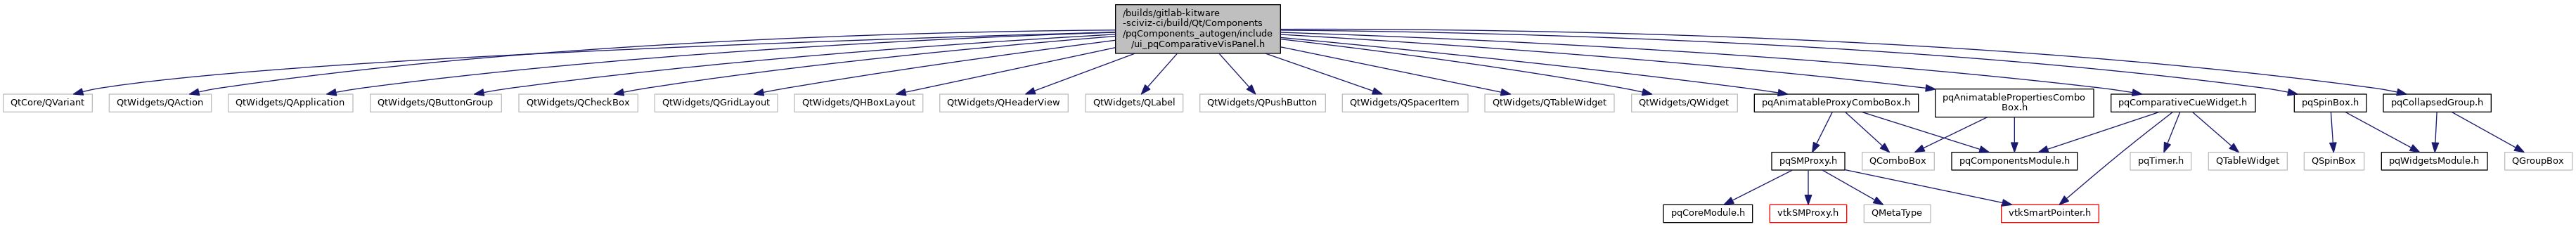 /builds/gitlab-kitware
-sciviz-ci/build/Qt/Components
/pqComponents_autogen/include
/ui_pqComparativeVisPanel.h
QtCore/QVariant
QtWidgets/QAction
QtWidgets/QApplication
QtWidgets/QButtonGroup
QtWidgets/QCheckBox
QtWidgets/QGridLayout
QtWidgets/QHBoxLayout
QtWidgets/QHeaderView
QtWidgets/QLabel
QtWidgets/QPushButton
QtWidgets/QSpacerItem
QtWidgets/QTableWidget
QtWidgets/QWidget
pqAnimatableProxyComboBox.h
pqAnimatablePropertiesCombo
Box.h
pqComparativeCueWidget.h
pqSpinBox.h
pqCollapsedGroup.h
pqSMProxy.h
QComboBox
pqComponentsModule.h
pqTimer.h
QTableWidget
QSpinBox
pqWidgetsModule.h
QGroupBox
pqCoreModule.h
vtkSMProxy.h
QMetaType
vtkSmartPointer.h